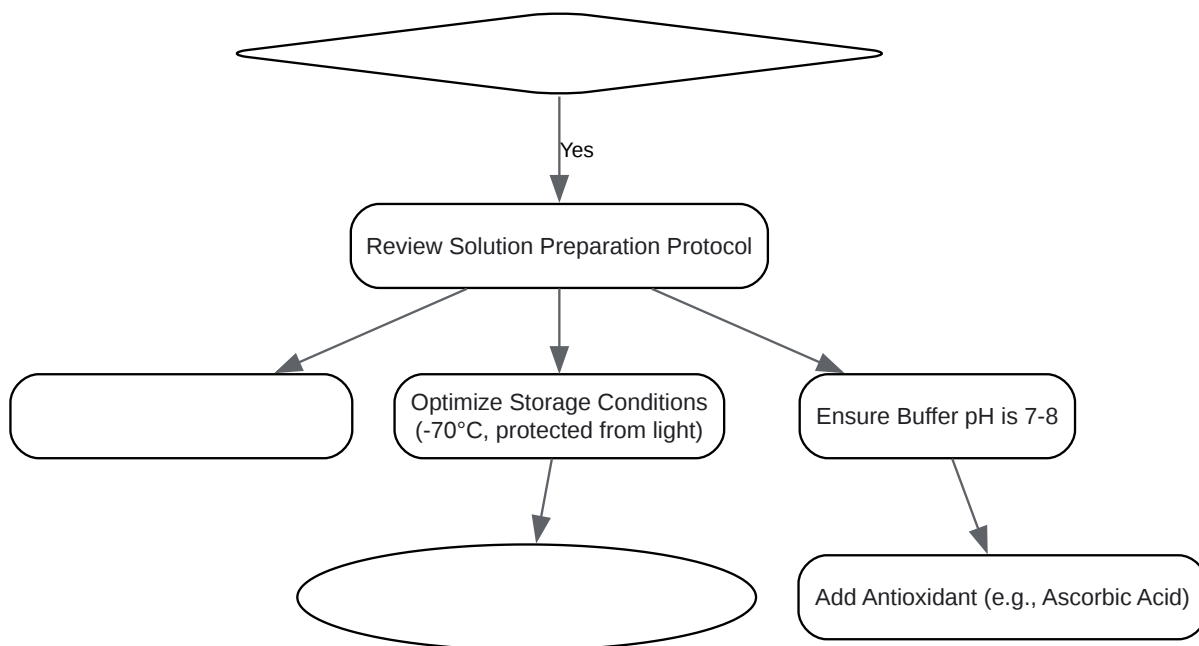 Yes
Review Solution Preparation Protocol
Optimize Storage Conditions
(-70°C, protected from light)
Ensure Buffer pH is 7-8
Add Antioxidant (e.g., Ascorbic Acid)